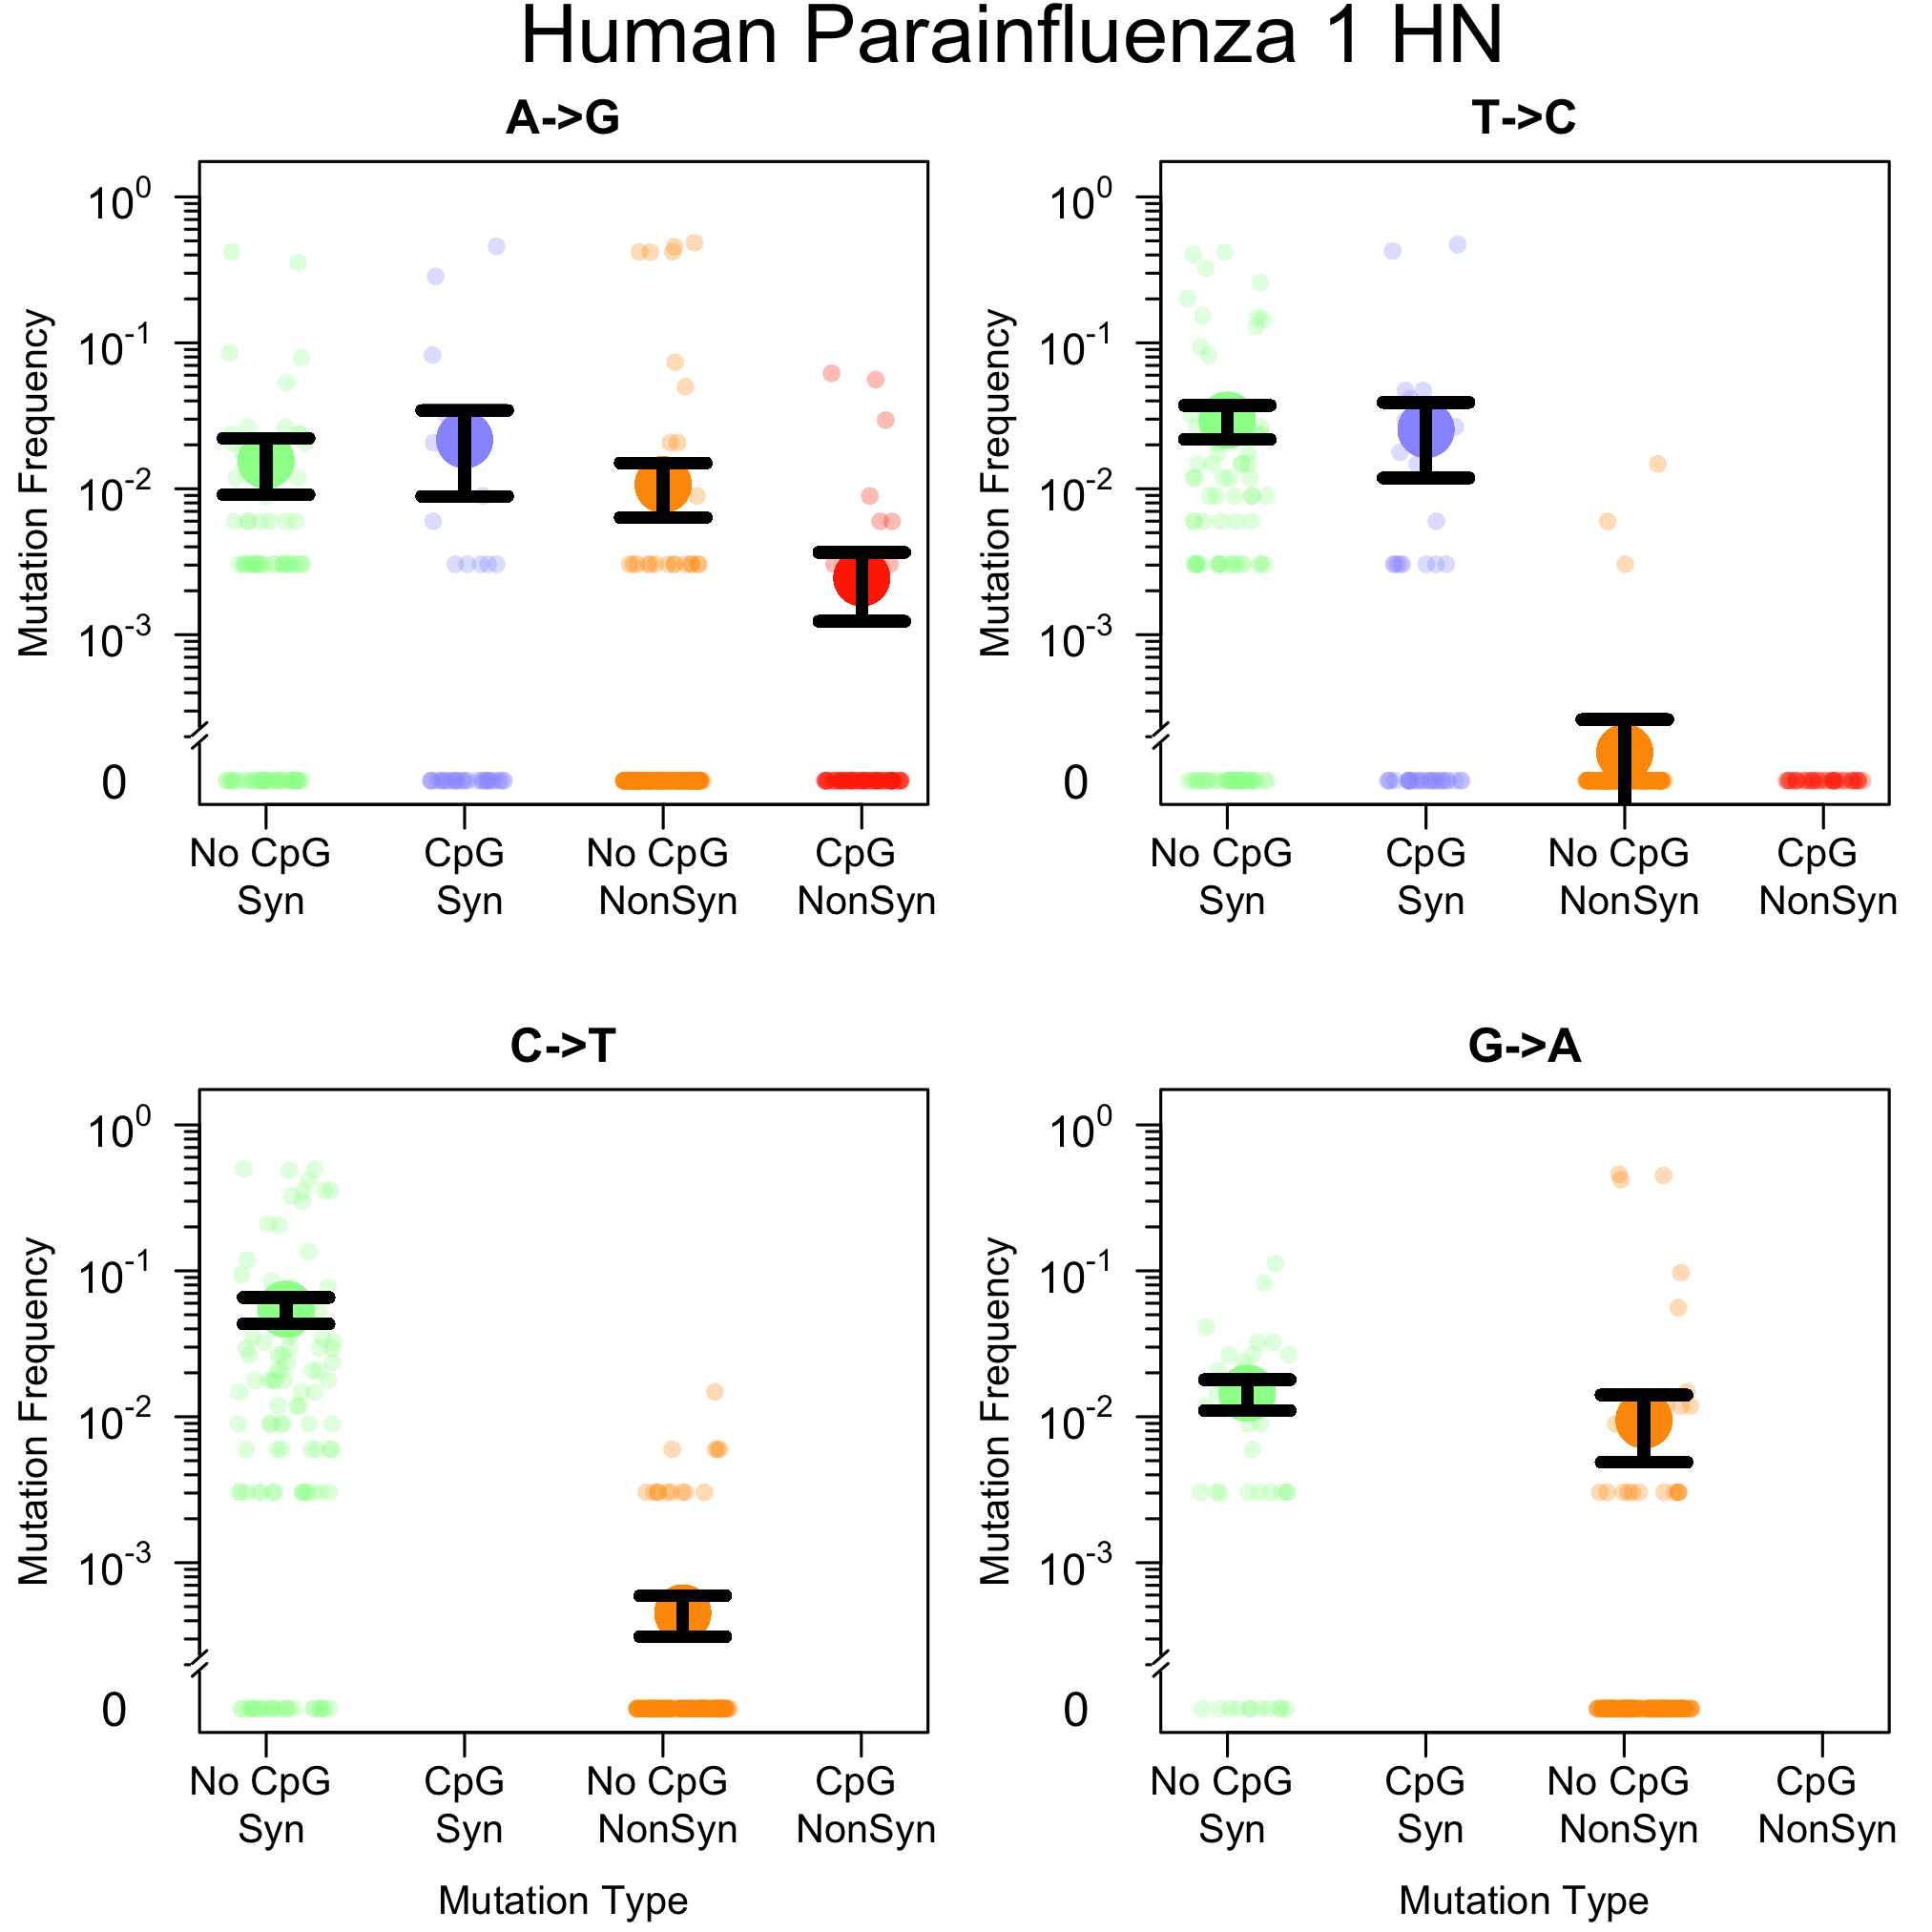 Human Parainfluenza 1 HN
A->G
Mutation Frequency
10^0
10^-1
10^-2
10^-3
0
No CpG Syn
CpG Syn
No CpG NonSyn
CpG NonSyn
T->C
Mutation Frequency
10^0
10^-1
10^-2
10^-3
0
No CpG Syn
CpG Syn
No CpG NonSyn
CpG NonSyn
C->T
Mutation Frequency
10^0
10^-1
10^-2
10^-3
0
No CpG Syn
CpG Syn
No CpG NonSyn
CpG NonSyn
Mutation Type
G->A
Mutation Frequency
10^0
10^-1
10^-2
10^-3
0
No CpG Syn
CpG Syn
No CpG NonSyn
CpG NonSyn
Mutation Type